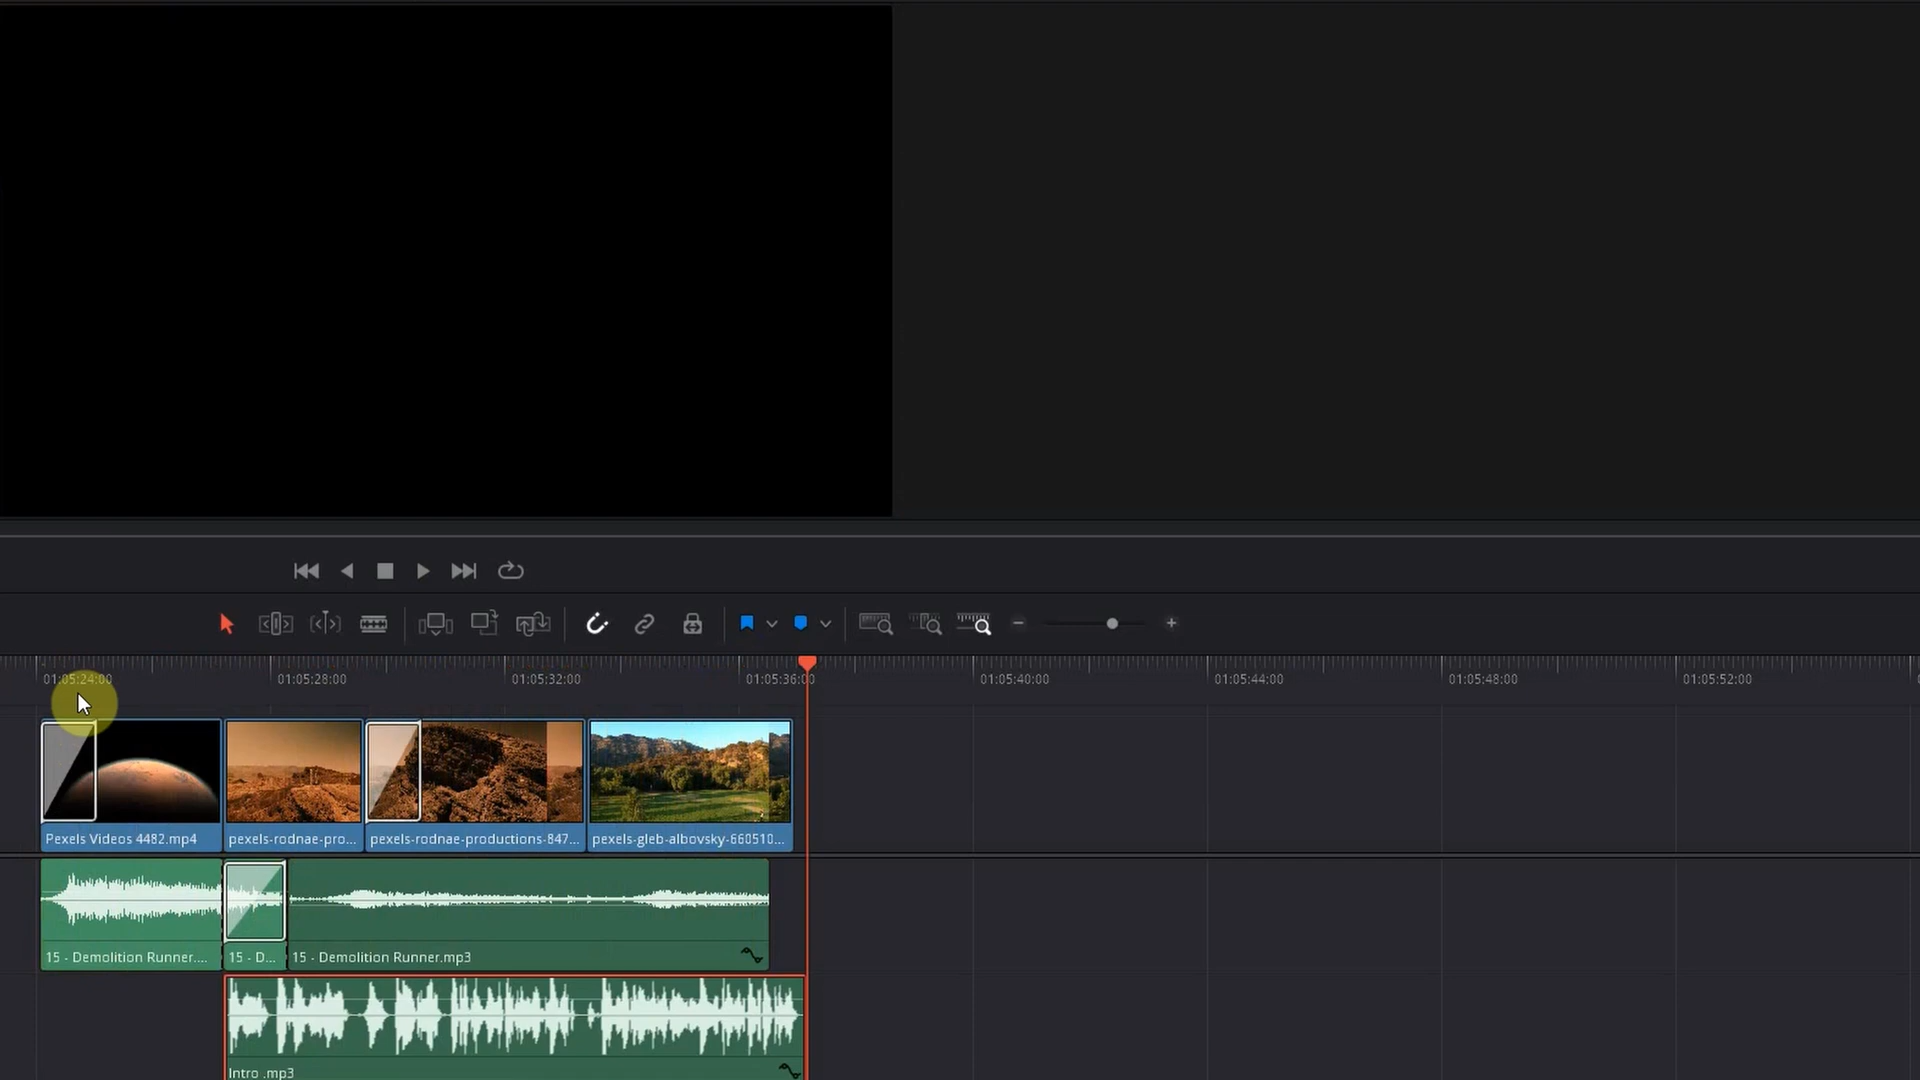 01:05:24:00 01:05:28:00 01:05:32:00 01:05:36:00 01:05:40:00 01:05:44:00 01:05:48:00 01:05:52:00
Pexels Videos 4482.mp4 pexels-rodnae-pro... pexels-rodnae-productions-847... pexels-gleb-albovsky-660510...
15 - Demolition Runner.... 15 - D... 15 - Demolition Runner.mp3
Intro .mp3